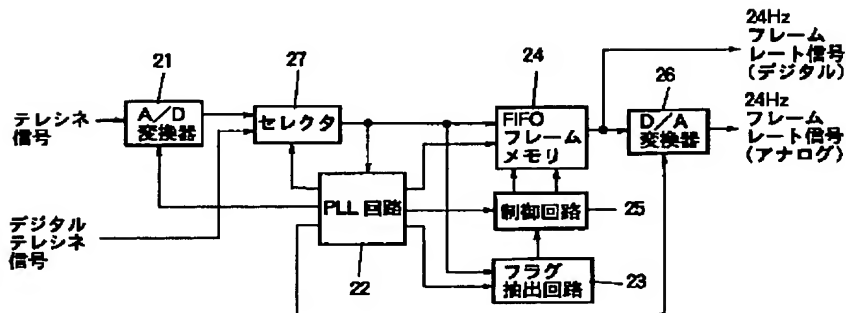 24Hz
フレーム
レート信号
(デジタル)
21
27
24
26
24Hz
フレーム
レート信号
(アナログ)
テレシネ
信号
A/D
変換器
セレクタ
FIFO
フレーム
メモリ
D/A
変換器
デジタル
テレシネ
信号
PLL回路
22
制御回路
25
フラグ
抽出回路
23